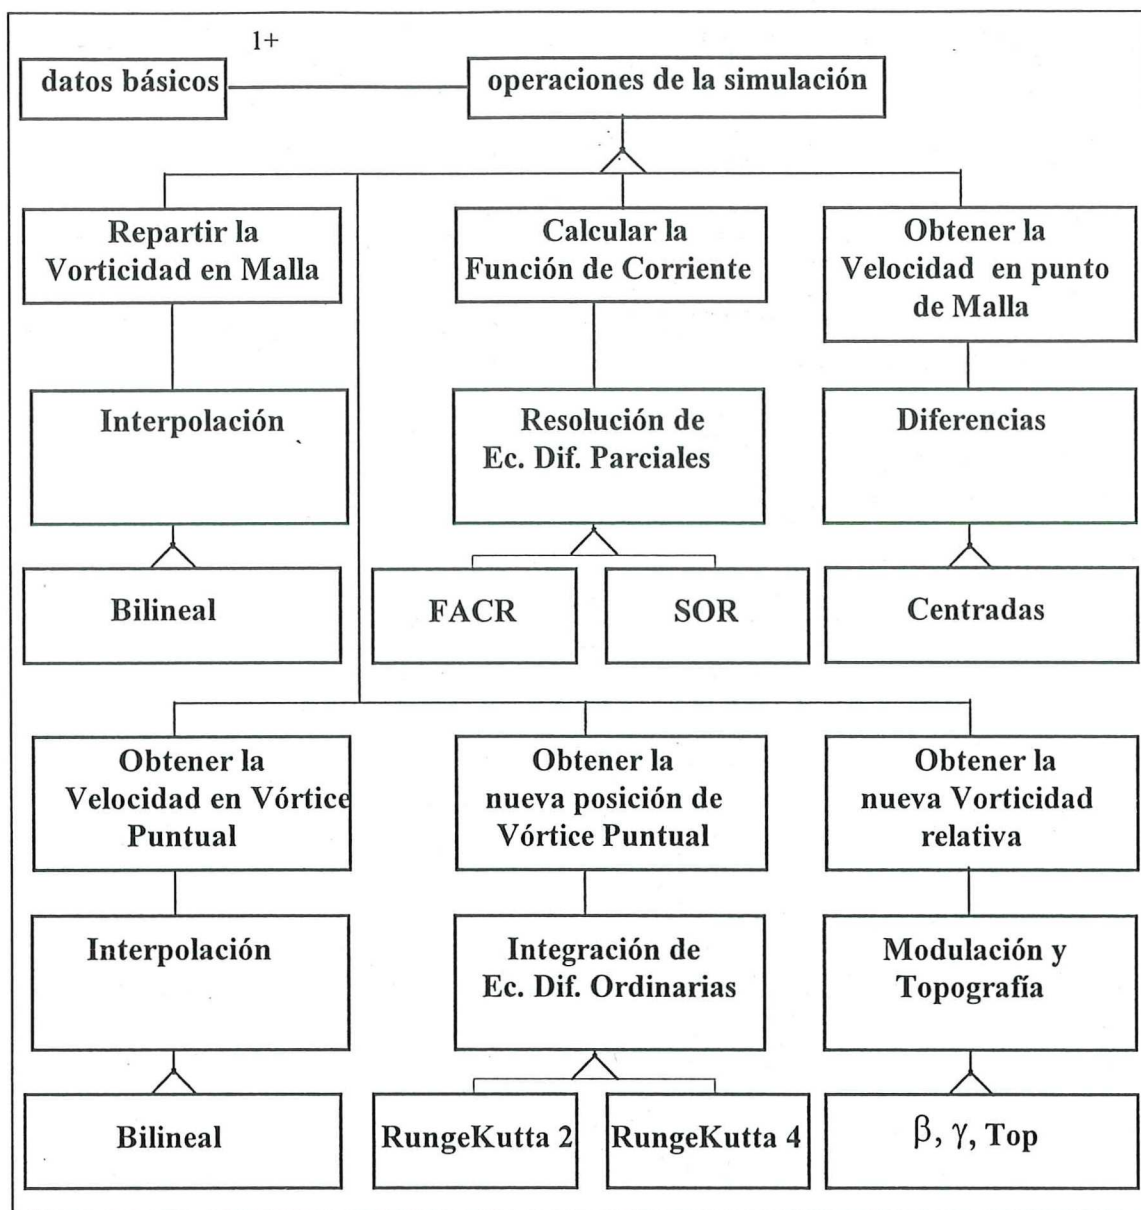 1+
datos básicos
operaciones de la simulación
Repartir la
Vorticidad en Malla
Calcular la
Función de Corriente
Obtener la
Velocidad en punto
de Malla
Interpolación
Resolución de
Ec. Dif. Parciales
Diferencias
Bilineal
FACR
SOR
Centradas
Obtener la
Velocidad en Vórtice
Puntual
Obtener la
nueva posición de
Vórtice Puntual
Obtener la
nueva Vorticidad
relativa
Interpolación
Integración de
Ec. Dif. Ordinarias
Modulación y
Topografía
Bilineal
RungeKutta 2
RungeKutta 4
β, γ, Top